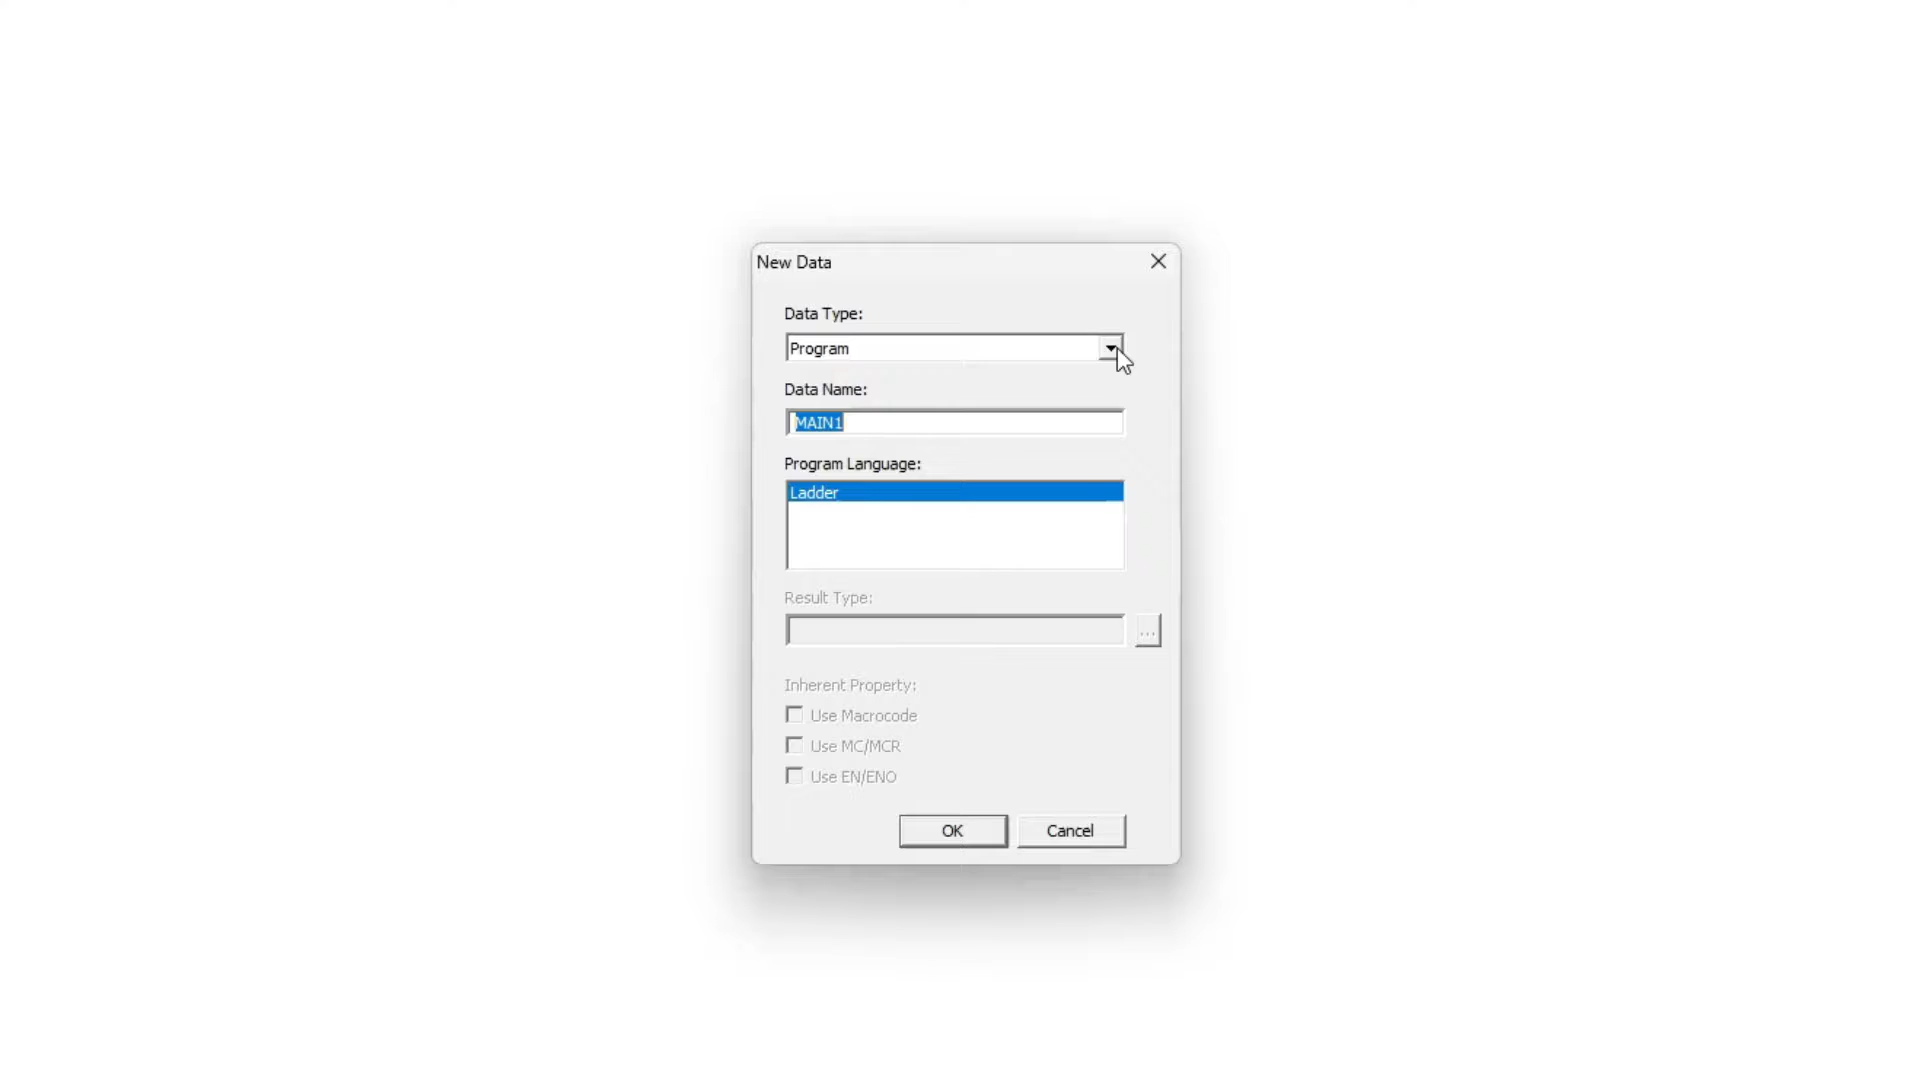 New Data
Data Type:
Program
Data Name:
MAIN1
Program Language:
Ladder
Result Type:
...
Inherent Property:
Use Macrocode
Use MC/MCR
Use EN/ENO
OK
Cancel